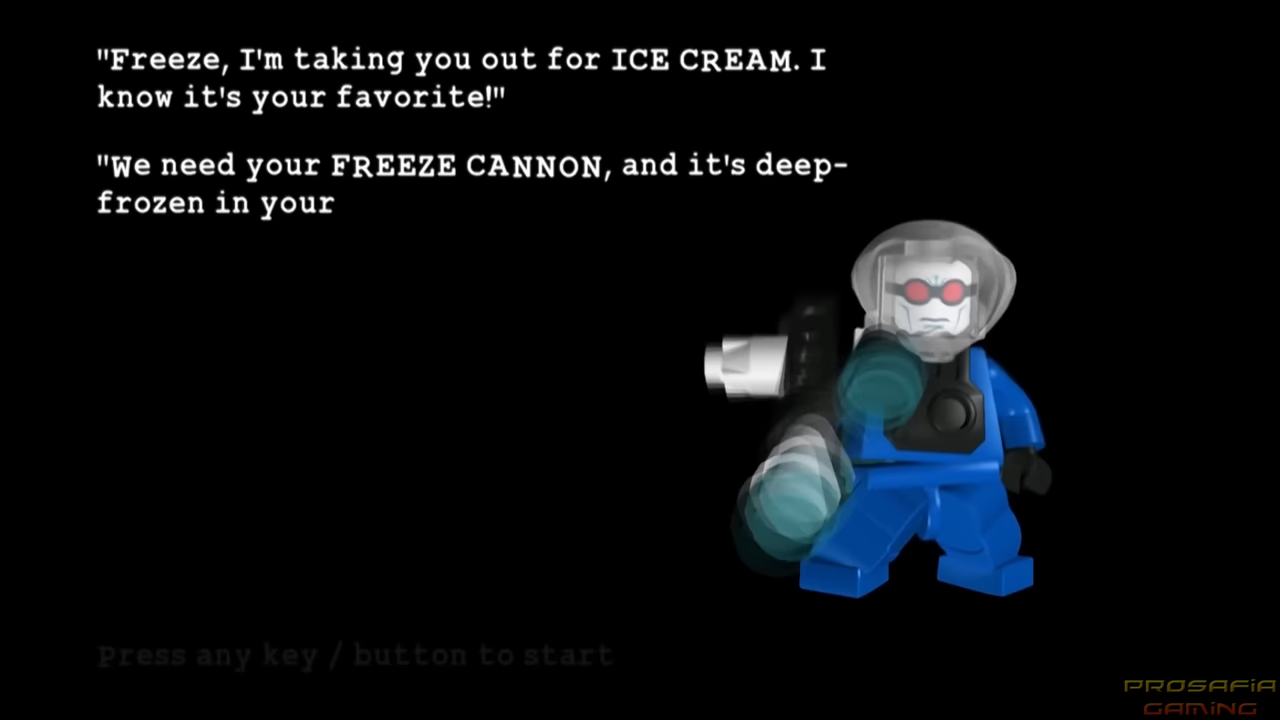 "Freeze, I'm taking you out for ICE CREAM. I
know it's your favorite!"
"We need your FREEZE CANNON, and it's deep-
frozen in your
Press any key / button to start
PROSAFiA
GAMiNG